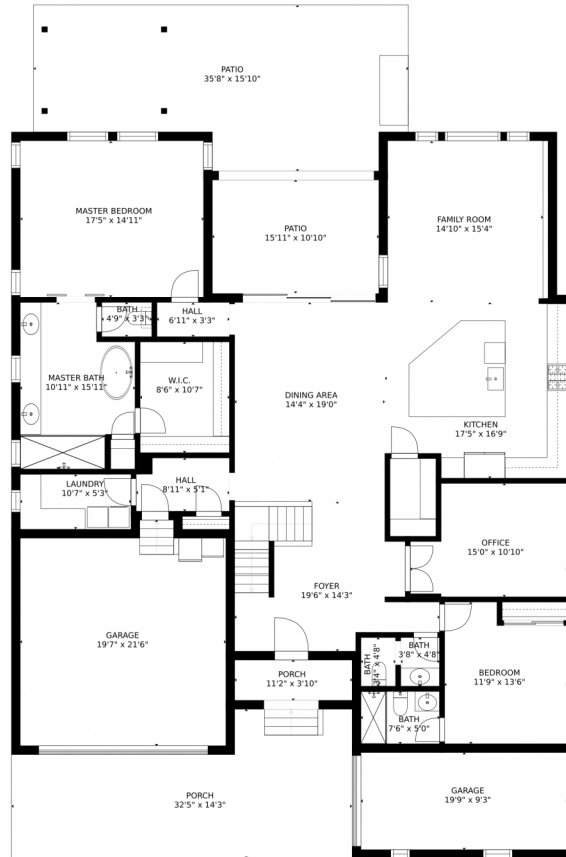 PATIO
35'8" x 15'10"
MASTER BEDROOM
17'5" x 14'11"
PATIO
15'11" x 10'10"
FAMILY ROOM
14'10" x 15'4"
BATH
4'9" x 3'3"
HALL
6'11" x 3'3"
MASTER BATH
10'11" x 15'11"
W.I.C.
8'6" x 10'7"
DINING AREA
14'4" x 19'0"
KITCHEN
17'5" x 16'9"
LAUNDRY
10'7" x 5'3"
HALL
8'11" x 5'1"
OFFICE
15'0" x 10'10"
FOYER
19'6" x 14'3"
GARAGE
19'7" x 21'6"
BATH
3'8" x 4'8"
BATH
3'4" x 4'8"
BEDROOM
11'9" x 13'6"
PORCH
11'2" x 3'10"
BATH
7'6" x 5'0"
PORCH
32'5" x 14'3"
GARAGE
19'9" x 9'3"